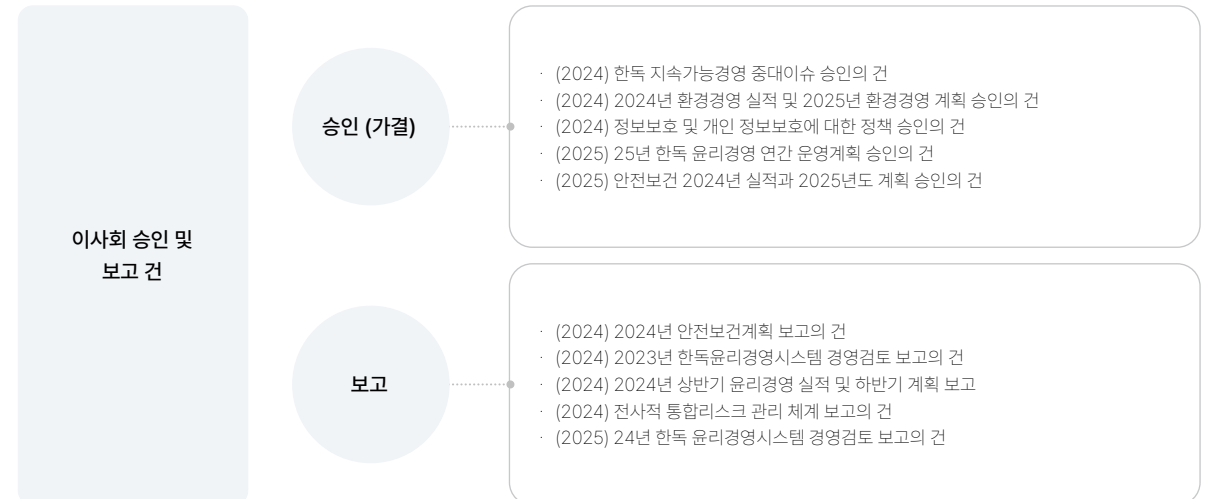 이사회 승인 및
보고 건
승인 (가결)
· (2024) 한독 지속가능경영 중대이슈 승인의 건
· (2024) 2024년 환경경영 실적 및 2025년 환경경영 계획 승인의 건
· (2024) 정보보호 및 개인 정보보호에 대한 정책 승인의 건
· (2025) 25년 한독 윤리경영 연간 운영계획 승인의 건
· (2025) 안전보건 2024년 실적과 2025년도 계획 승인의 건
보고
· (2024) 2024년 안전보건계획 보고의 건
· (2024) 2023년 한독윤리경영시스템 경영검토 보고의 건
· (2024) 2024년 상반기 윤리경영 실적 및 하반기 계획 보고
· (2024) 전사적 통합리스크 관리 체계 보고의 건
· (2025) 24년 한독 윤리경영시스템 경영검토 보고의 건